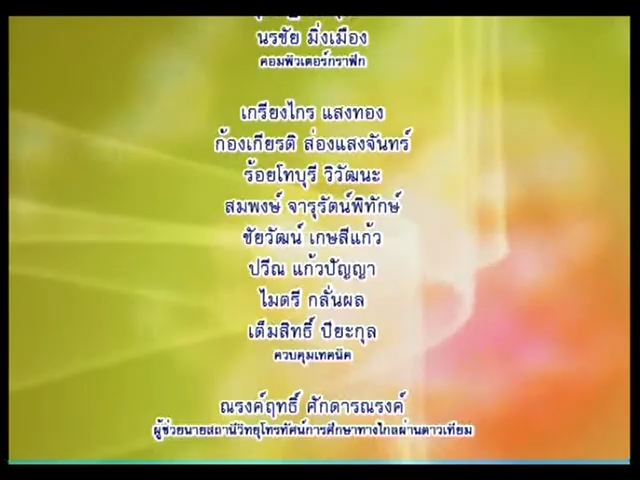 นรชัย มิ่งเมือง
คอมพิวเตอร์กราฟิก
เกรียงไกร แสงทอง
ก้องเกียรติ ส่องแสงจันทร์
ร้อยโทบุรี วิวัฒนะ
สมพงษ์ จารุรัตน์พิทักษ์
ชัยวัฒน์ เกษสีแก้ว
ปวีณ แก้วปัญญา
ไมตรี กลั่นผล
เต็มสิทธิ์ ปิยะกุล
ควบคุมเทคนิค
ณรงค์ฤทธิ์ ศักดารณรงค์
ผู้ช่วยนายสถานีวิทยุโทรทัศน์การศึกษาทางไกลผ่านดาวเทียม